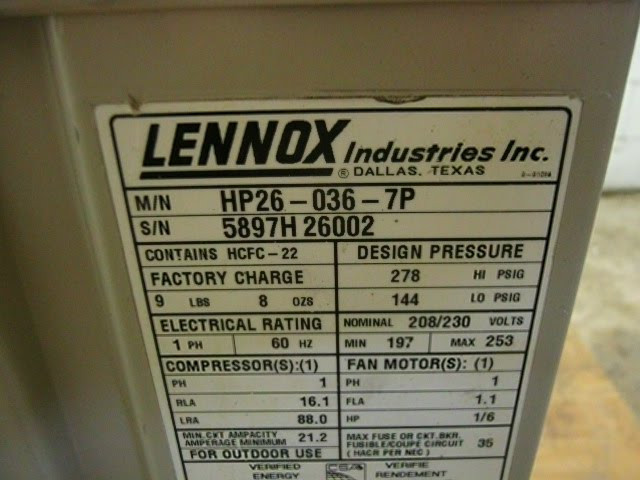 LENNOX Industries Inc.
® DALLAS, TEXAS
M/N HP26-036-7P
S/N 5897H 26002
CONTAINS HCFC-22 DESIGN PRESSURE
FACTORY CHARGE 278 HI PSIG
9 LBS 8 OZS 144 LO PSIG
ELECTRICAL RATING NOMINAL 208/230 VOLTS
1 PH 60 HZ MIN 197 MAX 253
COMPRESSOR(S):(1) FAN MOTOR(S): (1)
PH 1 PH 1
RLA 16.1 FLA 1.1
LRA 88.0 HP 1/6
MIN. CKT AMPACITY 21.2 MAX FUSE OR CKT. BKR. 35
AMPERAGE MINIMUM FUSIBLE/COUPE CIRCUIT
FOR OUTDOOR USE (HACR PER NEC)
VERIFIED CSA VERIFIE
ENERGY RENDEMENT